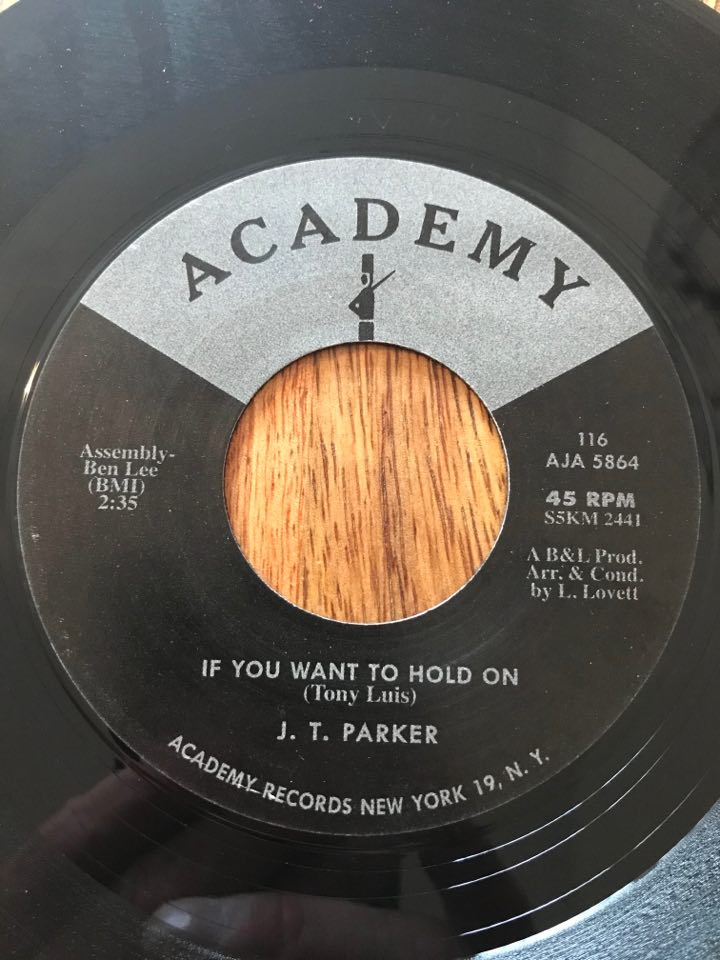 ACADEMY
Assembly-
Ben Lee
(BMI)
2:35
116
AJA 5864
45 RPM
S5KM 2441
A B&L Prod.
Arr. & Cond.
by L. Lovett
IF YOU WANT TO HOLD ON
(Tony Luis)
J. T. PARKER
ACADEMY RECORDS NEW YORK 19, N. Y.